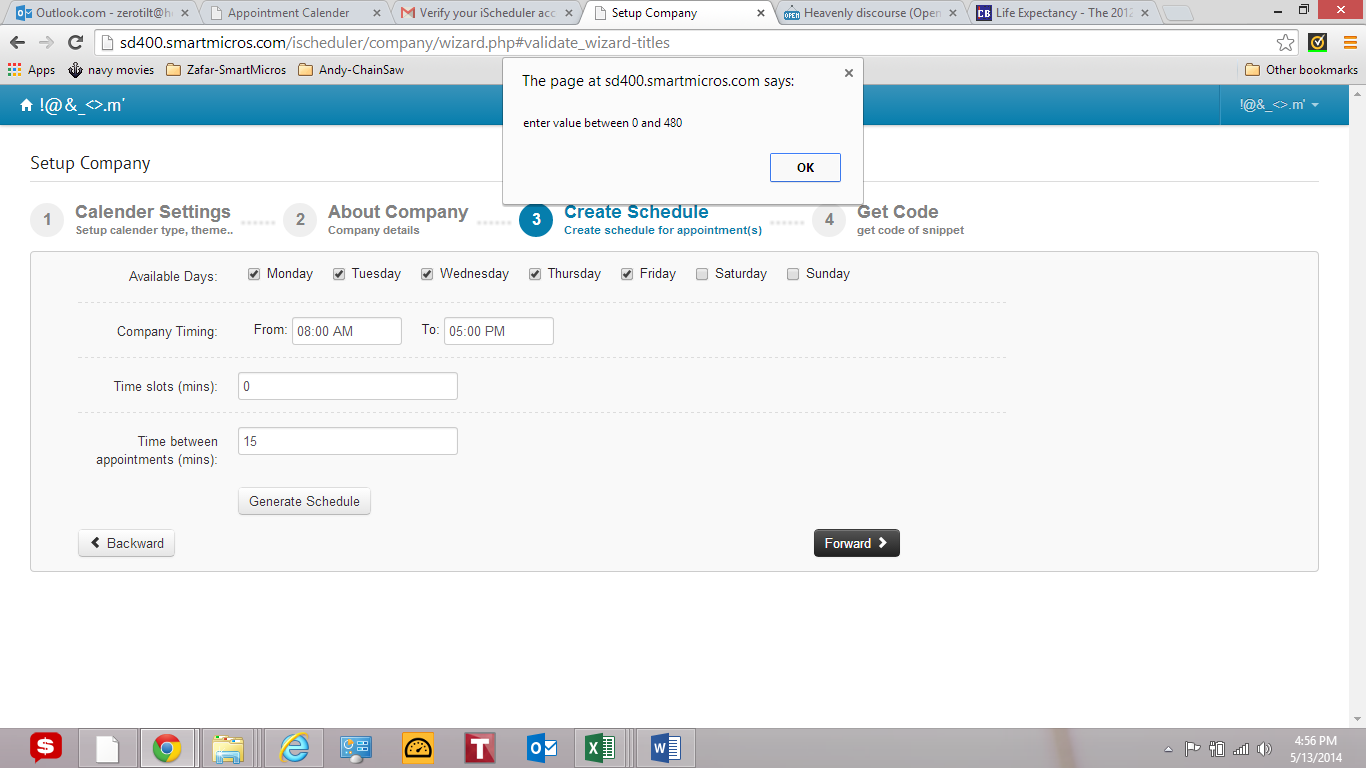 Outlook.com - zerotilt@h
Appointment Calender
Verify your iScheduler acc
Setup Company
Heavenly discourse (Open
Life Expectancy - The 2012
sd400.smartmicros.com/ischeduler/company/wizard.php#validate_wizard-titles
Apps
navy movies
Zafar-SmartMicros
Andy-ChainSaw
Other bookmarks
The page at sd400.smartmicros.com says:
enter value between 0 and 480
OK
!@&_<>.m'
!@&_<>.m'
Setup Company
1 Calender Settings
Setup calender type, theme..
2 About Company
Company details
3 Create Schedule
Create schedule for appointment(s)
4 Get Code
get code of snippet
Available Days: Monday Tuesday Wednesday Thursday Friday Saturday Sunday
Company Timing: From: 08:00 AM To: 05:00 PM
Time slots (mins): 0
Time between
appointments (mins): 15
Generate Schedule
Backward
Forward
4:56 PM
5/13/2014